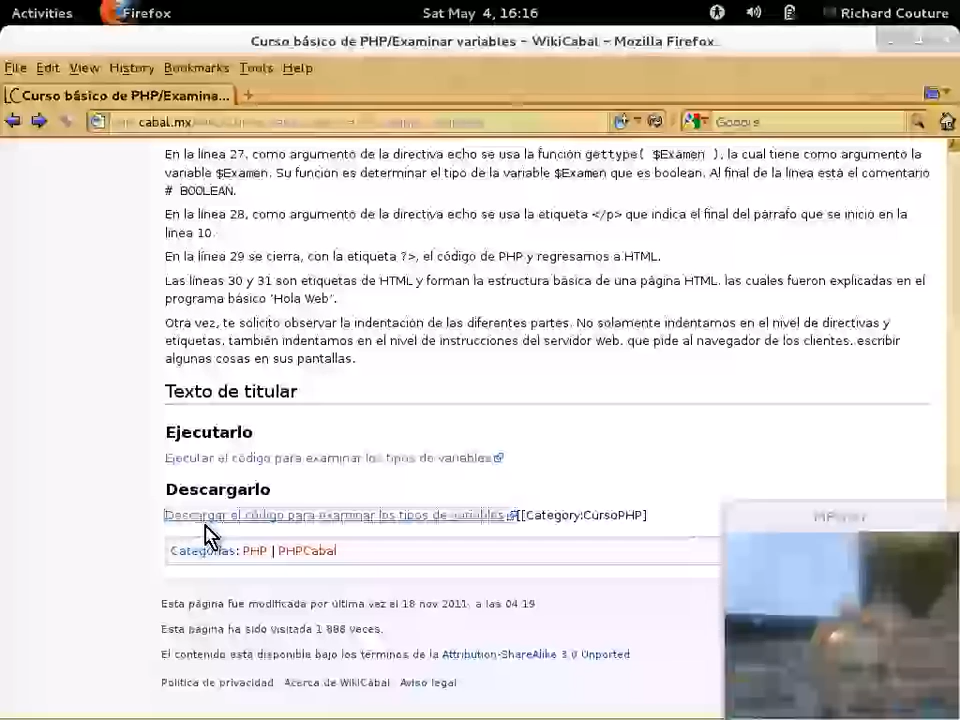 Activities Firefox Sat May 4, 16:16 Richard Couture
Curso básico de PHP/Examinar variables - WikiCabal - Mozilla Firefox
File Edit View History Bookmarks Tools Help
Curso básico de PHP/Examina...
cabal.mx Google
En la línea 27, como argumento de la directiva echo se usa la función gettype( $Examen ), la cual tiene como argumento la
variable $Examen. Su función es determinar el tipo de la variable $Examen que es boolean. Al final de la línea está el comentario
# BOOLEAN.
En la línea 28, como argumento de la directiva echo se usa la etiqueta </p> que indica el final del párrafo que se inició en la
línea 10.
En la línea 29 se cierra, con la etiqueta ?>, el código de PHP y regresamos a HTML.
Las líneas 30 y 31 son etiquetas de HTML y forman la estructura básica de una página HTML. las cuales fueron explicadas en el
programa básico 'Hola Web'.
Otra vez, te solicito observar la indentación de las diferentes partes. No solamente indentamos en el nivel de directivas y
etiquetas, también indentamos en el nivel de instrucciones del servidor web, que pide al navegador de los clientes, escribir
algunas cosas en sus pantallas.
Texto de titular
Ejecutarlo
Ejecutar el código para examinar los tipos de variables
Descargarlo
Descargar el código para examinar los tipos de variables [[Category:CursoPHP]
Categorías: PHP | PHPCabal
Esta página fue modificada por última vez el 18 nov 2011, a las 04:19
Esta página ha sido visitada 1 886 veces.
El contenido está disponible bajo los términos de la Attribution-ShareAlike 3.0 Unported
Política de privacidad Acerca de WikiCabal Aviso legal
MPlayer